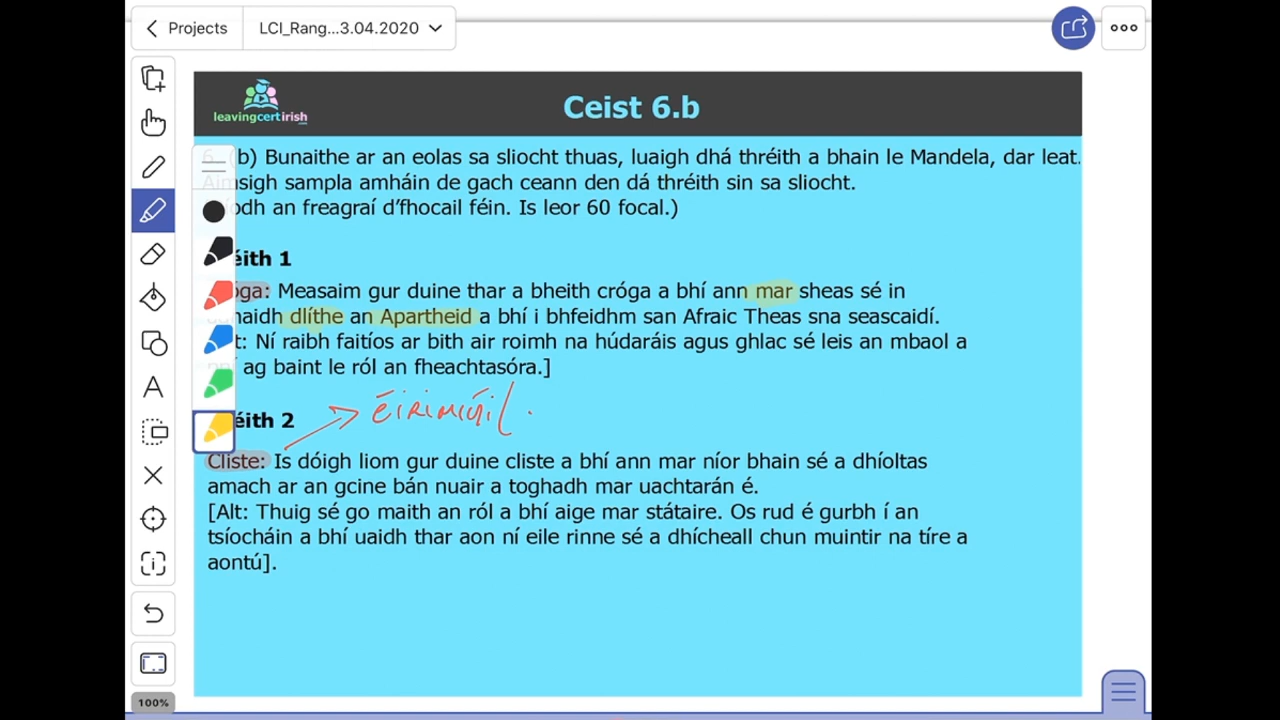 Projects
LCI_Rang...3.04.2020
leavingcertirish
Ceist 6.b
(b) Bunaithe ar an eolas sa sliocht thuas, luaigh dhá thréith a bhain le Mandela, dar leat.
Aimsigh sampla amháin de gach ceann den dá thréith sin sa sliocht.
an freagraí d'fhocail féin. Is leor 60 focal.)
éith 1
óga: Measaim gur duine thar a bheith cróga a bhí ann mar sheas sé in
dlíthe an Apartheid a bhí i bhfeidhm san Afraic Theas sna seascaidí.
t: Ní raibh faitíos ar bith air roimh na húdaráis agus ghlac sé leis an mbaol a
ag baint le ról an fheachtasóra.]
éirimiúil.
éith 2
Cliste: Is dóigh liom gur duine cliste a bhí ann mar níor bhain sé a dhíoltas
amach ar an gcine bán nuair a toghadh mar uachtarán é.
[Alt: Thuig sé go maith an ról a bhí aige mar státaire. Os rud é gurbh í an
tsíocháin a bhí uaidh thar aon ní eile rinne sé a dhícheall chun muintir na tíre a
aontú].
A
100%